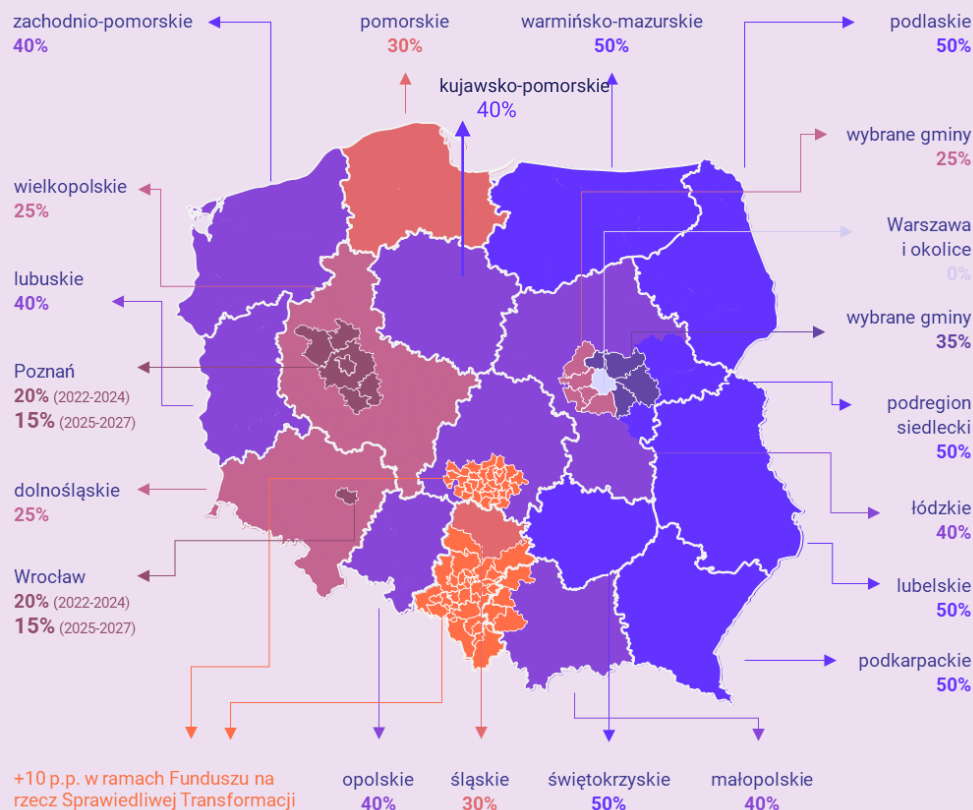 zachodnio-pomorskie
40%
pomorskie
30%
warmińsko-mazurskie
50%
podlaskie
50%
kujawsko-pomorskie
40%
wybrane gminy
25%
wielkopolskie
25%
Warszawa
i okolice
0%
lubuskie
40%
wybrane gminy
35%
Poznań
20% (2022-2024)
15% (2025-2027)
podregion
siedlecki
50%
dolnośląskie
25%
łódzkie
40%
Wrocław
20% (2022-2024)
15% (2025-2027)
lubelskie
50%
podkarpackie
50%
+10 p.p. w ramach Funduszu na
rzecz Sprawiedliwej Transformacji
opolskie
40%
śląskie
30%
świętokrzyskie
50%
małopolskie
40%